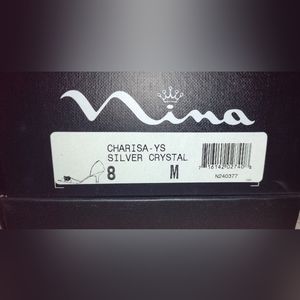 Nina
CHARISA-YS
SILVER CRYSTAL
8 M
N240377